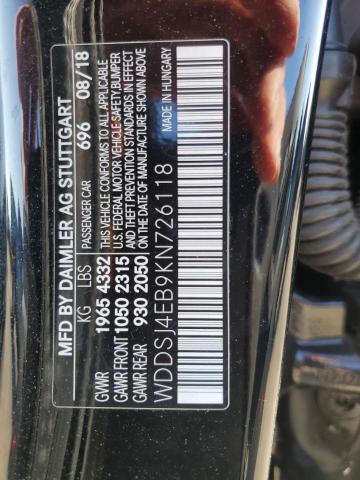 MFD BY DAIMLER AG STUTTGART
KG LBS PASSENGER CAR 696 08/18
GVWR 1965 4332 THIS VEHICLE CONFORMS TO ALL APPLICABLE
GAWR FRONT 1050 2315 U.S. FEDERAL MOTOR VEHICLE SAFETY, BUMPER
GAWR REAR 930 2050 AND THEFT PREVENTION STANDARDS IN EFFECT
ON THE DATE OF MANUFACTURE SHOWN ABOVE
WDDSJ4EB9KN726118 MADE IN HUNGARY